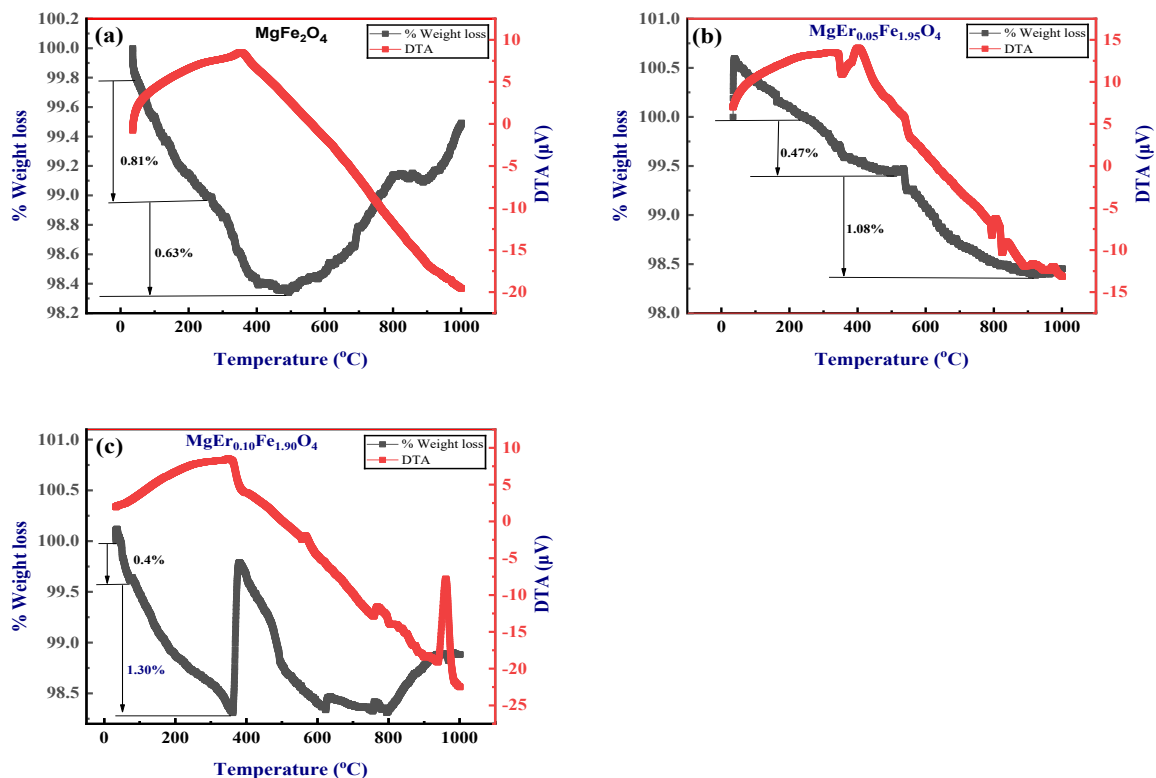 (a)
MgFe₂O₄
% Weight loss
DTA
100.0
99.8
99.6
99.4
99.2
99.0
98.8
98.6
98.4
98.2
% Weight loss
0.81%
0.63%
10
5
0
-5
-10
-15
-20
DTA (µV)
0 200 400 600 800 1000
Temperature (°C)
(b)
MgEr₀.₀₅Fe₁.₉₅O₄
% Weight loss
DTA
101.0
100.5
100.0
99.5
99.0
98.5
98.0
% Weight loss
0.47%
1.08%
20
15
10
5
0
-5
-10
-15
DTA (µV)
0 200 400 600 800 1000
Temperature (°C)
(c)
MgEr₀.₁₀Fe₁.₉₀O₄
% Weight loss
DTA
101.0
100.5
100.0
99.5
99.0
98.5
% Weight loss
0.4%
1.30%
10
5
0
-5
-10
-15
-20
-25
DTA (µV)
0 200 400 600 800 1000
Temperature (°C)